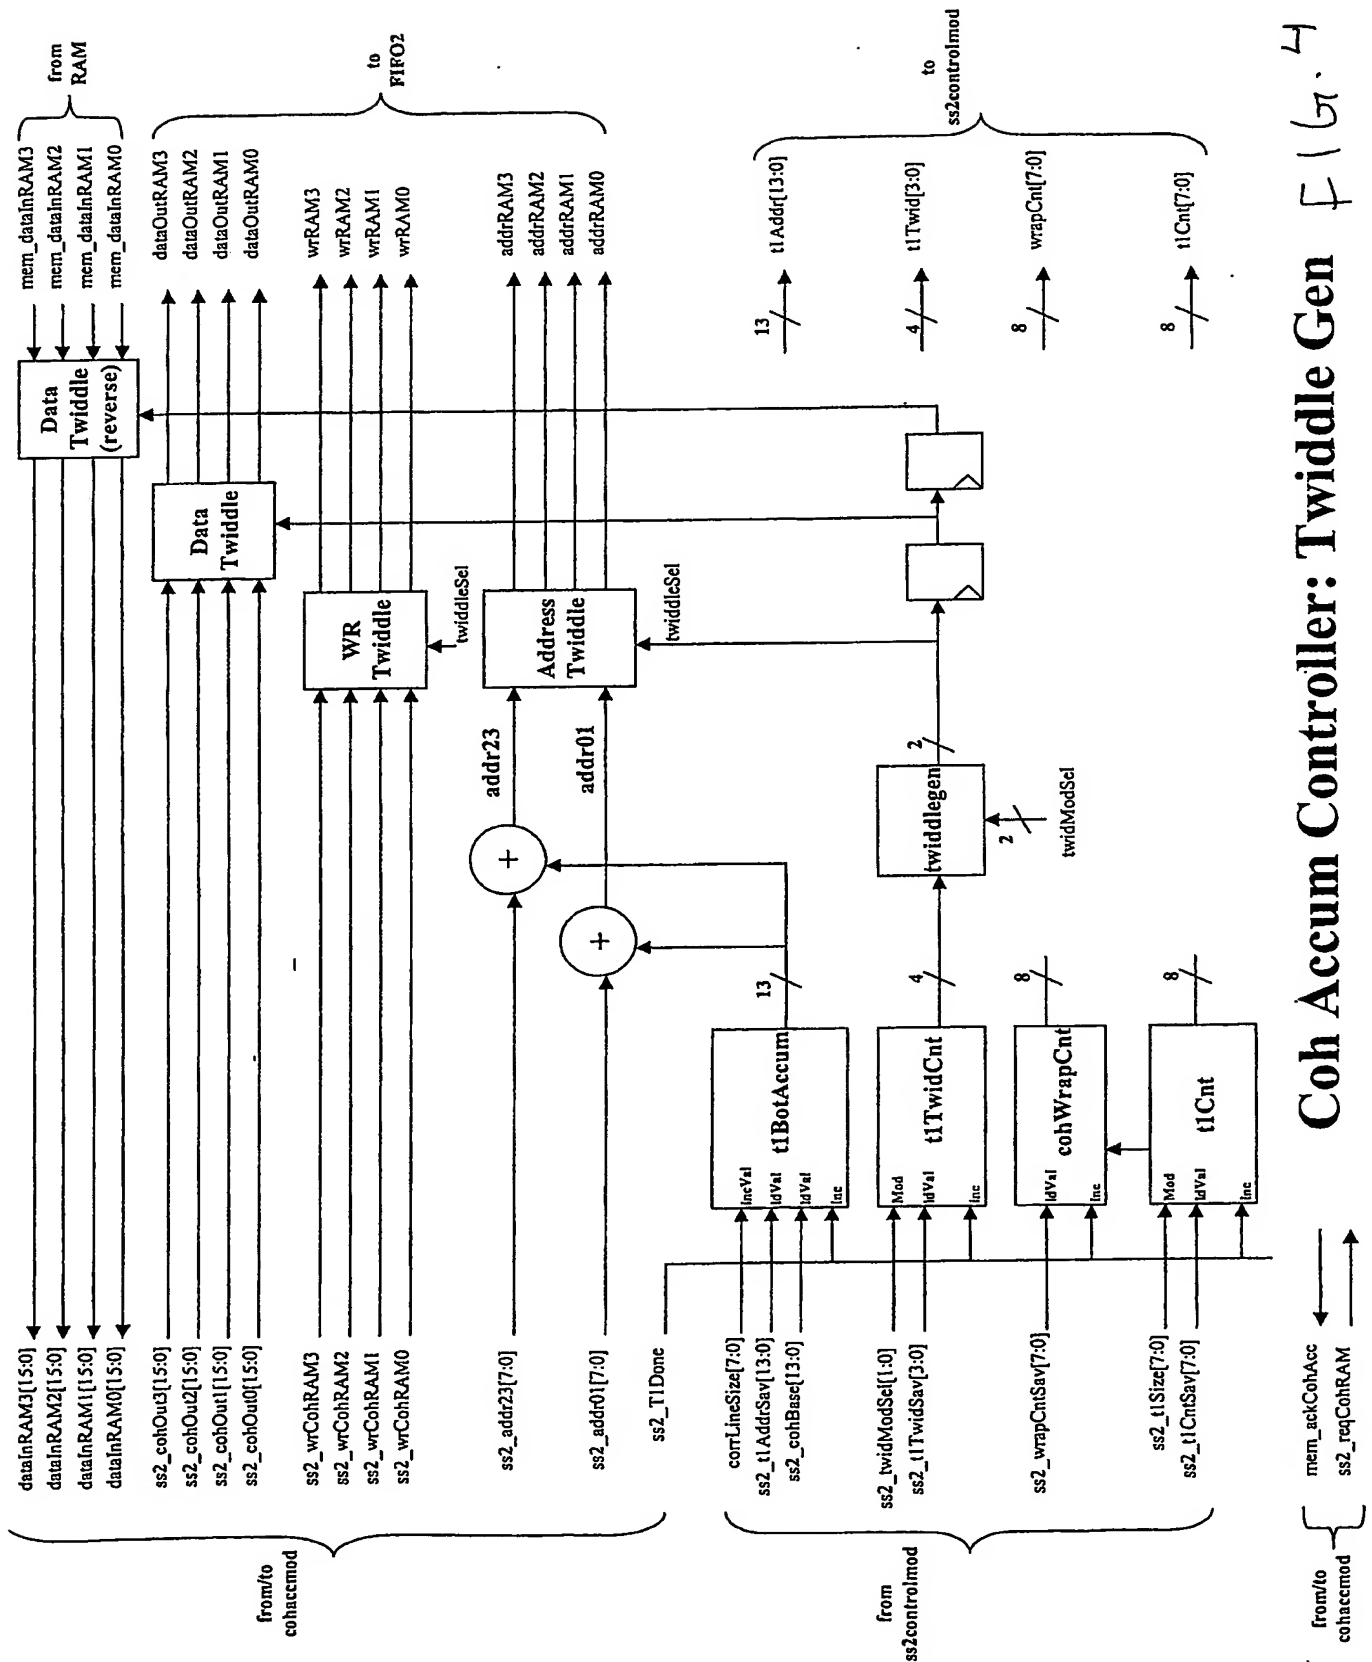 from
RAM
mem_dataInRAM3
mem_dataInRAM2
mem_dataInRAM1
mem_dataInRAM0
Data
Twiddle
(reverse)
dataInRAM3[15:0]
dataInRAM2[15:0]
dataInRAM1[15:0]
dataInRAM0[15:0]
ss2_cohOut3[15:0]
ss2_cohOut2[15:0]
ss2_cohOut1[15:0]
ss2_cohOut0[15:0]
Data
Twiddle
dataOutRAM3
dataOutRAM2
dataOutRAM1
dataOutRAM0
to
FIFO2
ss2_wrCohRAM3
ss2_wrCohRAM2
ss2_wrCohRAM1
ss2_wrCohRAM0
WR
Twiddle
twiddleSel
wrRAM3
wrRAM2
wrRAM1
wrRAM0
ss2_addr23[7:0]
ss2_addr01[7:0]
+
+
addr23
addr01
Address
Twiddle
twiddleSel
addrRAM3
addrRAM2
addrRAM1
addrRAM0
ss2_T1Done
from/to
cohaccmod
corrLineSize[7:0]
ss2_t1AddrSav[13:0]
ss2_cohBase[13:0]
IncVal
ldVal
ldVal
Inc
t1BotAccum
13
13
t1Addr[13:0]
ss2_twidModSel[1:0]
ss2_t1TwidSav[3:0]
Mod
ldVal
Inc
t1TwidCnt
4
twiddlegen
2
twidModSel
2
4
t1Twid[3:0]
ss2_wrapCntSav[7:0]
ldVal
Inc
cohWrapCnt
8
8
wrapCnt[7:0]
ss2_t1Size[7:0]
ss2_t1CntSav[7:0]
Mod
ldVal
Inc
t1Cnt
8
8
t1Cnt[7:0]
from
ss2controlmod
to
ss2controlmod
from/to
cohaccmod
mem_ackCohAcc
ss2_reqCohRAM
Coh Accum Controller: Twiddle Gen
FIG. 4